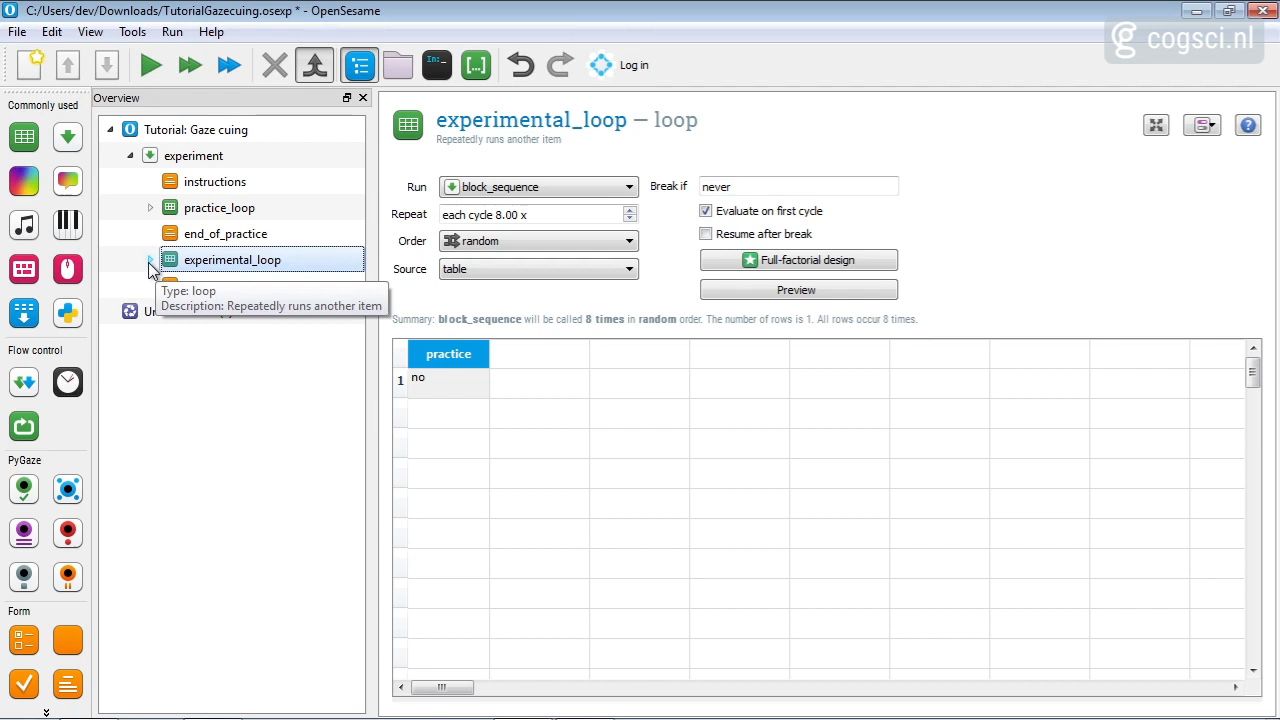 C:/Users/dev/Downloads/TutorialGazecuing.osexp * - OpenSesame
cogsci.nl
File Edit View Tools Run Help
In:_
[...]
Log in
Commonly used
Overview
Tutorial: Gaze cuing
experiment
instructions
practice_loop
end_of_practice
experimental_loop
Type: loop
Description: Repeatedly runs another item
Flow control
PyGaze
Form
experimental_loop – loop
Repeatedly runs another item
Run block_sequence Break if never
Repeat each cycle 8.00 x Evaluate on first cycle
Order random Resume after break
Source table Full-factorial design
Preview
Summary: block_sequence will be called 8 times in random order. The number of rows is 1. All rows occur 8 times.
practice
1 no